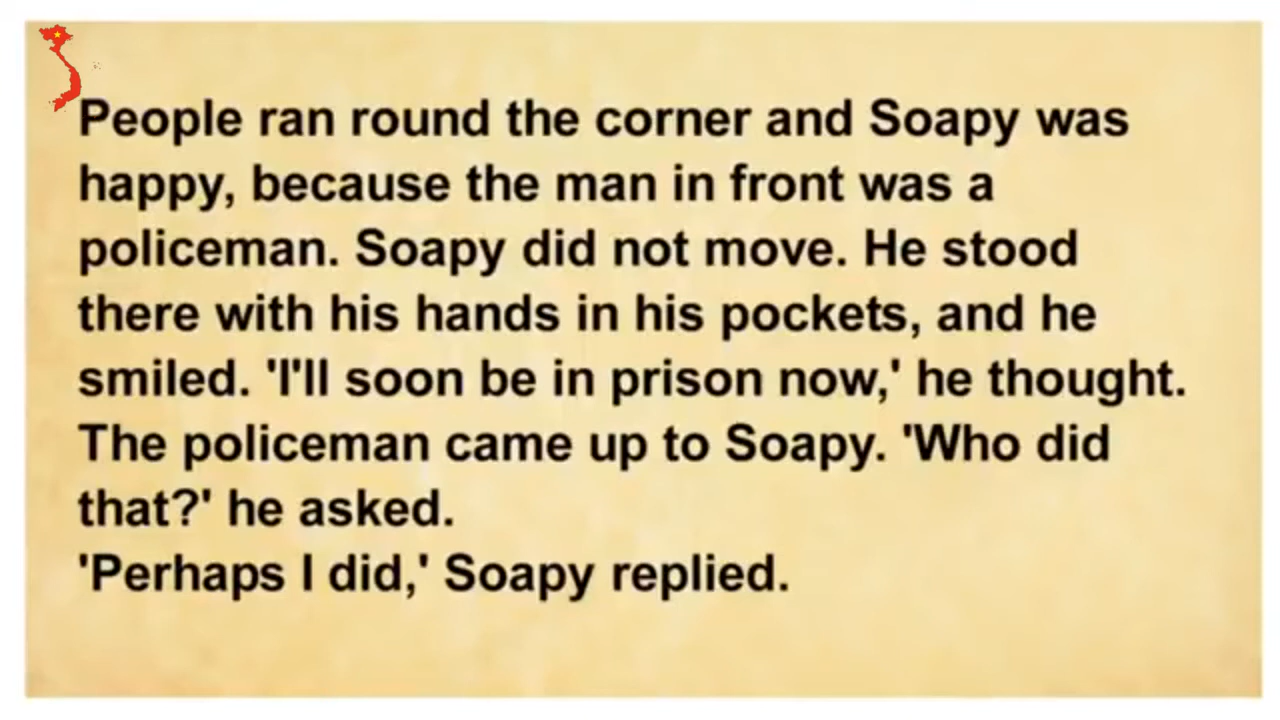 People ran round the corner and Soapy was
happy, because the man in front was a
policeman. Soapy did not move. He stood
there with his hands in his pockets, and he
smiled. 'I'll soon be in prison now,' he thought.
The policeman came up to Soapy. 'Who did
that?' he asked.
'Perhaps I did,' Soapy replied.